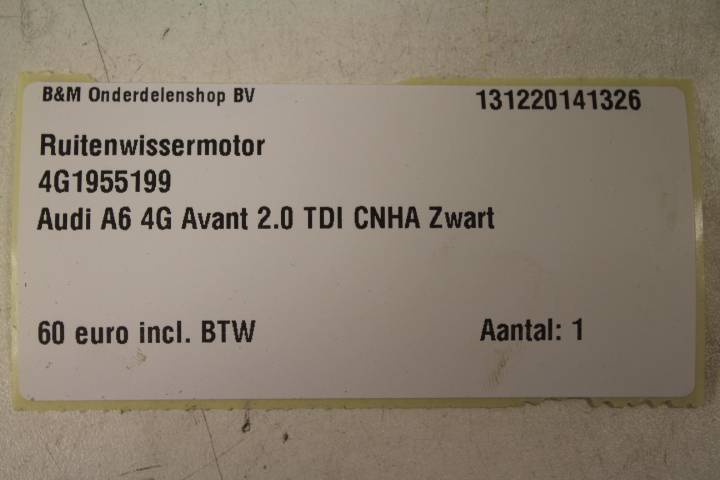 B&M Onderdelenshop BV 131220141326
Ruitenwissermotor
4G1955199
Audi A6 4G Avant 2.0 TDI CNHA Zwart
60 euro incl. BTW Aantal: 1